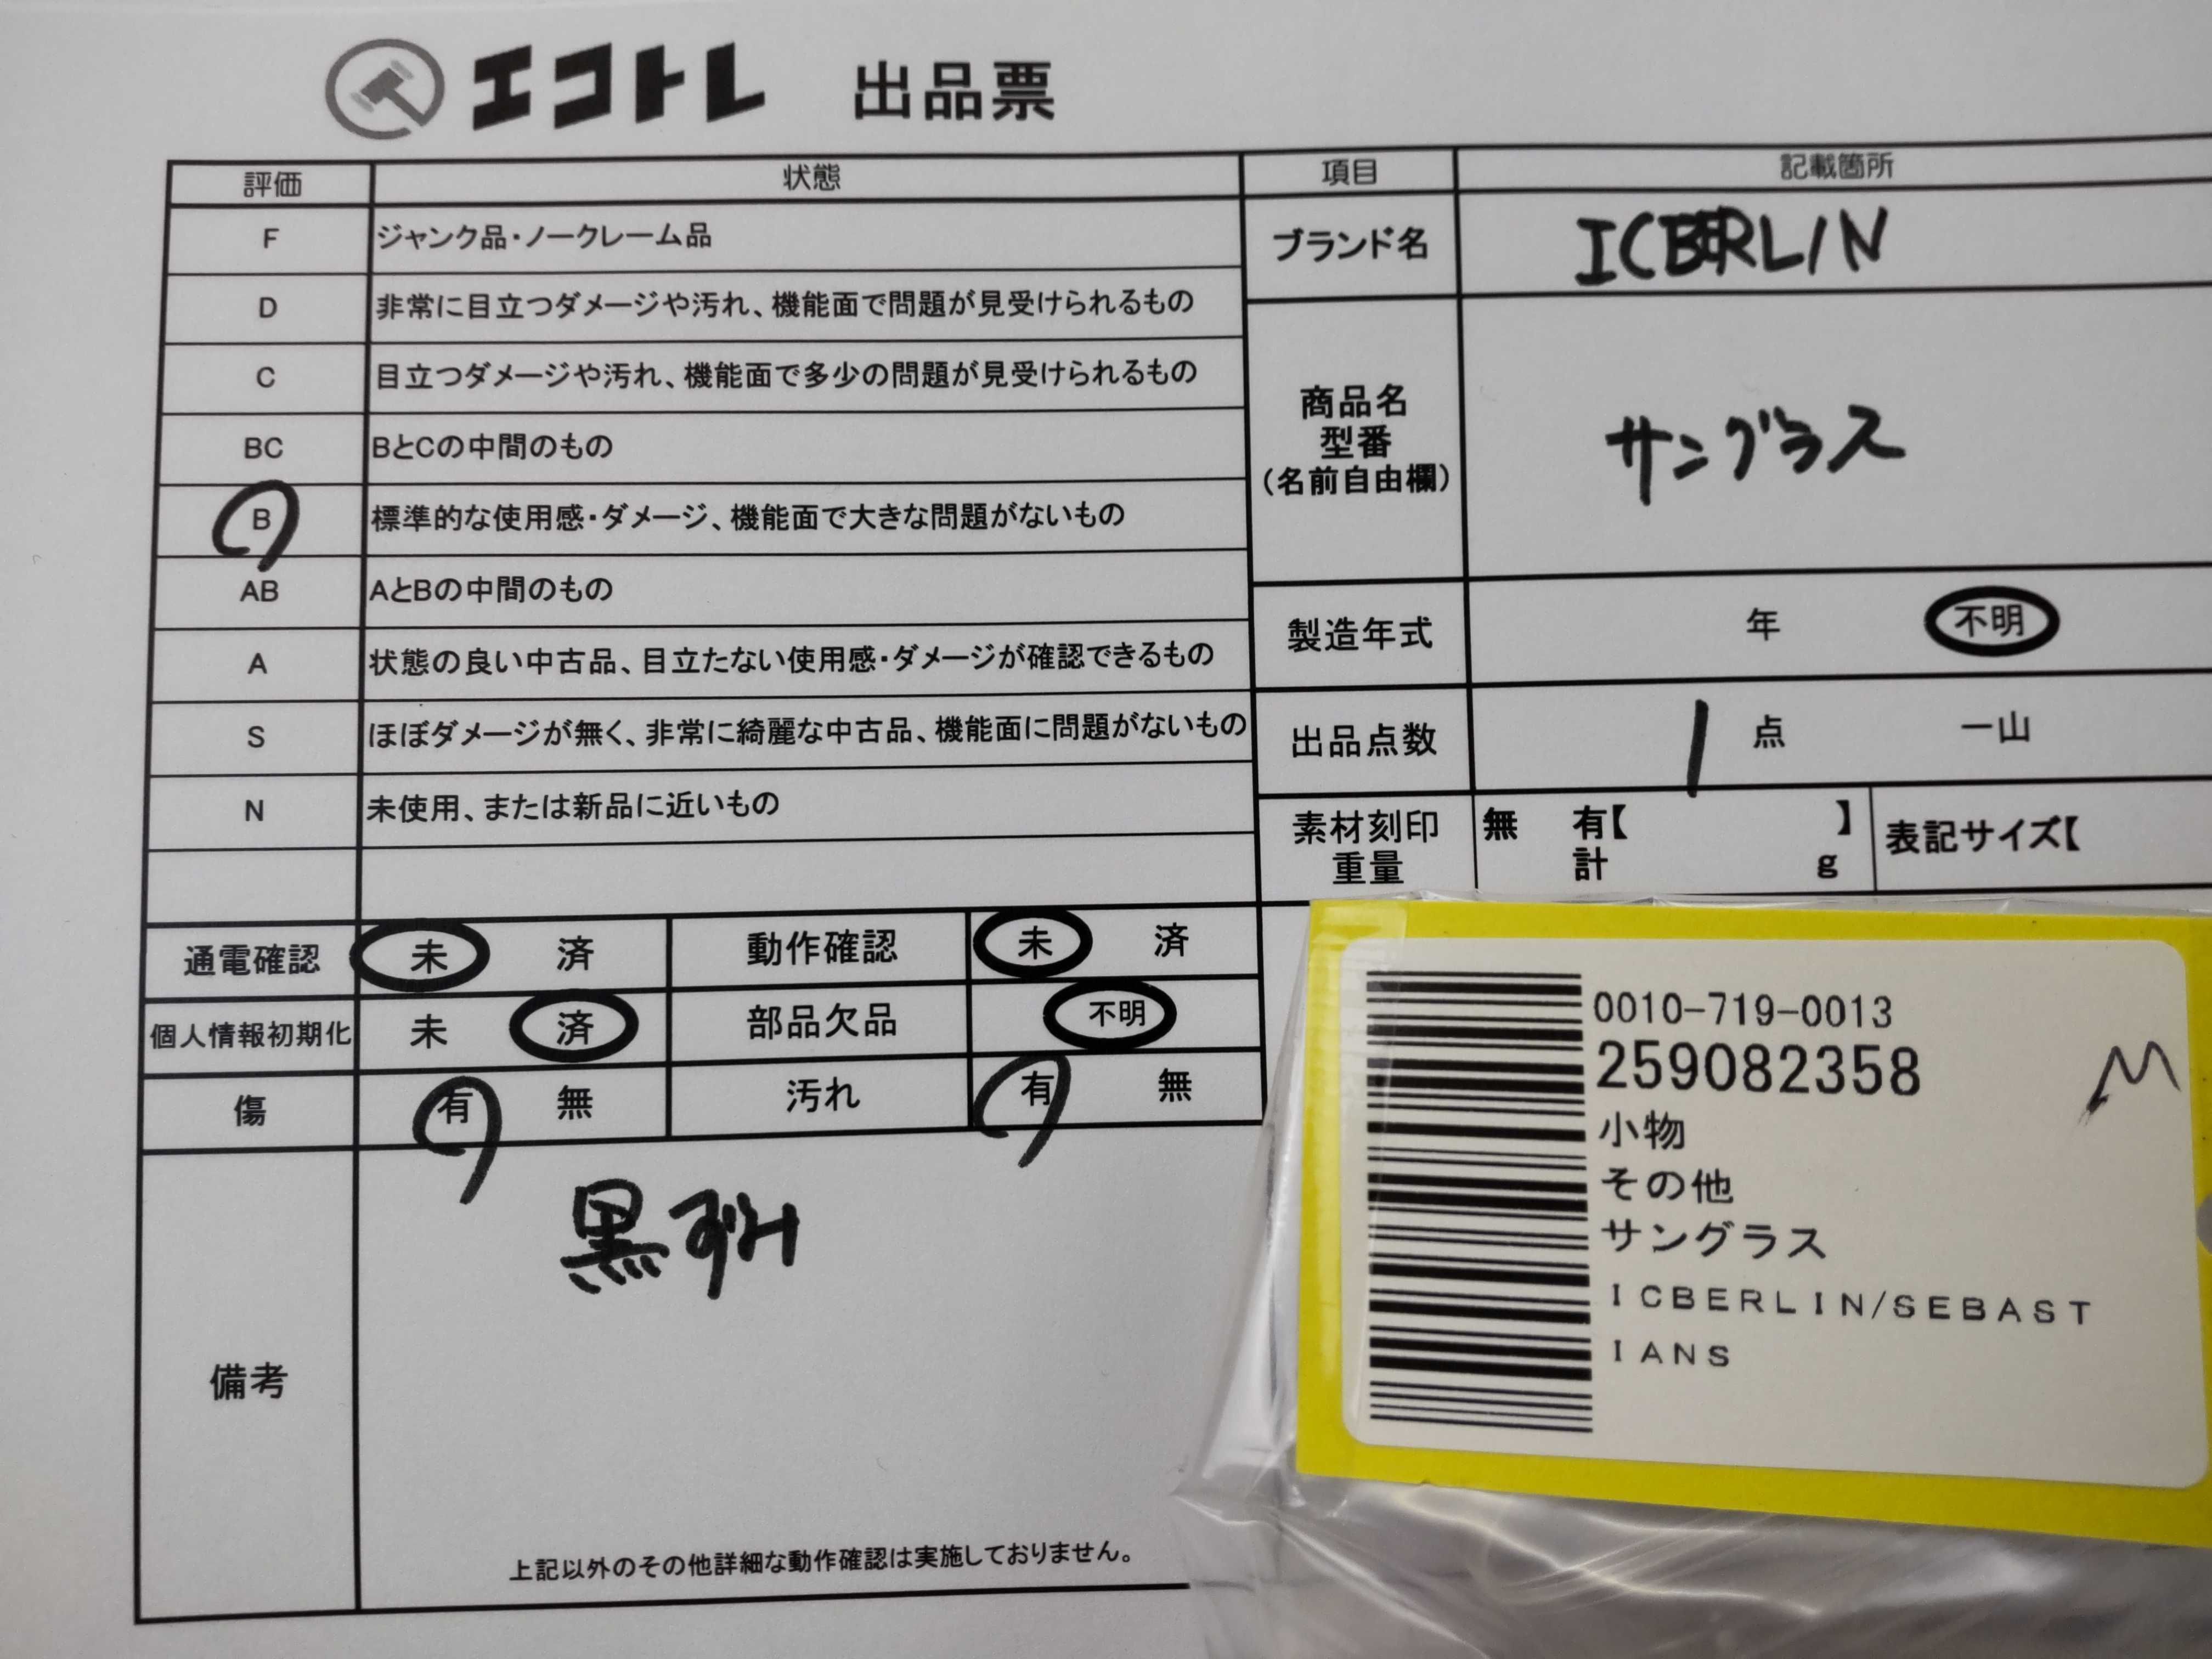 エコトレ 出品票
評価 状態 項目 記載箇所
F ジャンク品・ノークレーム品
D 非常に目立つダメージや汚れ、機能面で問題が見受けられるもの
C 目立つダメージや汚れ、機能面で多少の問題が見受けられるもの
BC BとCの中間のもの
B 標準的な使用感・ダメージ、機能面で大きな問題がないもの
AB AとBの中間のもの
A 状態の良い中古品、目立たない使用感・ダメージが確認できるもの
S ほぼダメージが無く、非常に綺麗な中古品、機能面に問題がないもの
N 未使用、または新品に近いもの
ブランド名 ICBERLIN
商品名
型番
(名前自由欄)
サングラス
製造年式 年 不明
出品点数 1 点 一山
素材刻印 無 有【 】 表記サイズ【
重量 計 g
通電確認 未 済 動作確認 未 済
個人情報初期化 未 済 部品欠品 不明
傷 有 無 汚れ 有 無
備考
黒
上記以外のその他詳細な動作確認は実施しておりません。
0010-719-0013
259082358
小物
その他
サングラス
ICBERLIN/SEBAST
IANS